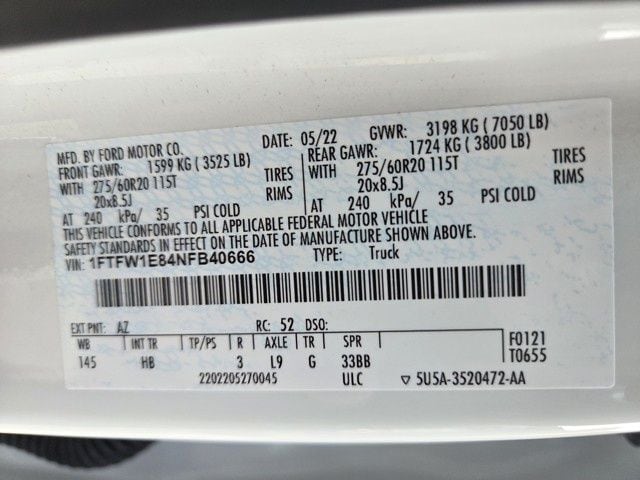 MFD. BY FORD MOTOR CO. DATE: 05/22 GVWR: 3198 KG ( 7050 LB)
FRONT GAWR: 1599 KG ( 3525 LB) REAR GAWR: 1724 KG ( 3800 LB)
WITH 275/60R20 115T TIRES WITH 275/60R20 115T TIRES
20x8.5J RIMS 20x8.5J RIMS
AT 240 kPa/ 35 PSI COLD AT 240 kPa/ 35 PSI COLD
THIS VEHICLE CONFORMS TO ALL APPLICABLE FEDERAL MOTOR VEHICLE
SAFETY STANDARDS IN EFFECT ON THE DATE OF MANUFACTURE SHOWN ABOVE.
VIN: 1FTFW1E84NFB40666 TYPE: Truck
EXT PNT: AZ RC: 52 DSO:
WB INT TR TP/PS R AXLE TR SPR F0121
145 HB 3 L9 G 33BB T0655
2202205270045 ULC ▽ 5U5A-3520472-AA